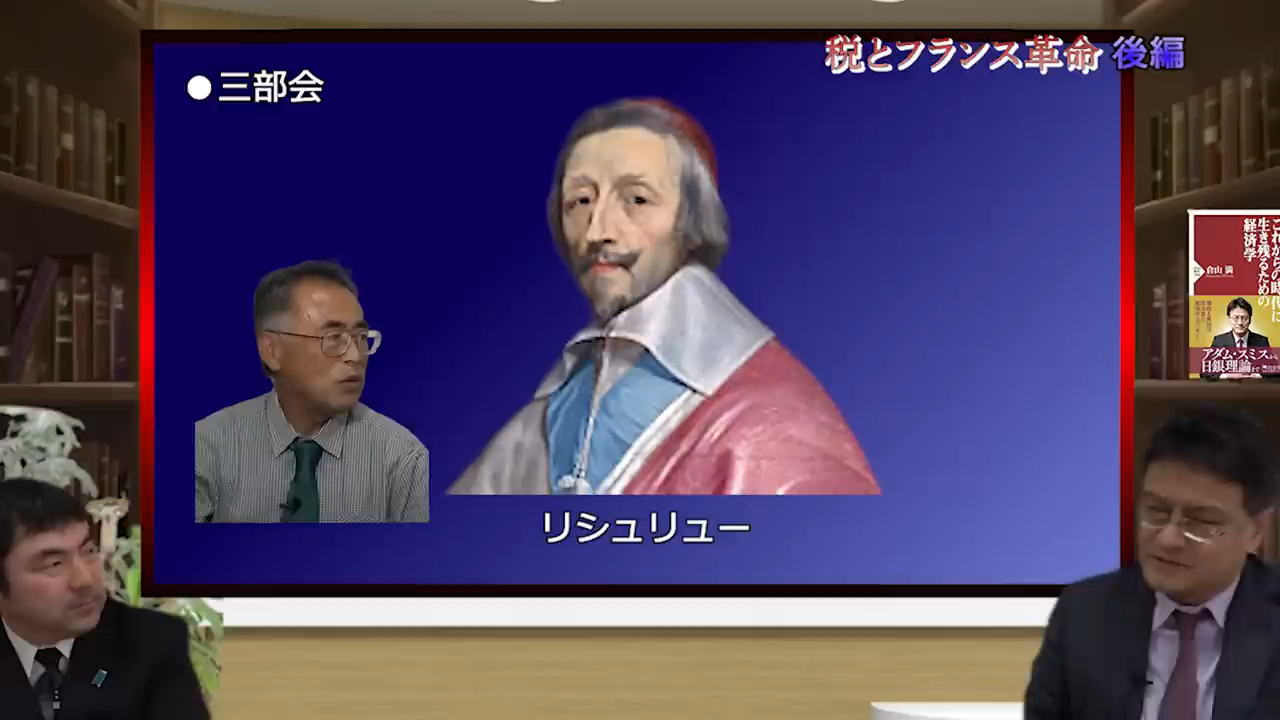 税とフランス革命 後編
●三部会
リシュリュー
これからの時代に
生き残るための
経済学
倉山 満
アダム・スミスから
日銀理論まで